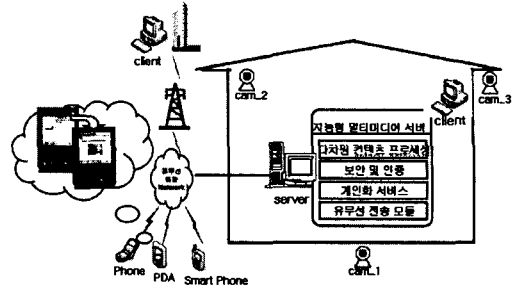 client
cam_2
cam_3
client
지능형 멀티미디어 서버
다차원 컨텐츠 프로세싱
보안 및 인증
개인화 서비스
유무선 전송 모듈
server
Network
Phone
PDA
Smart Phone
cam_1